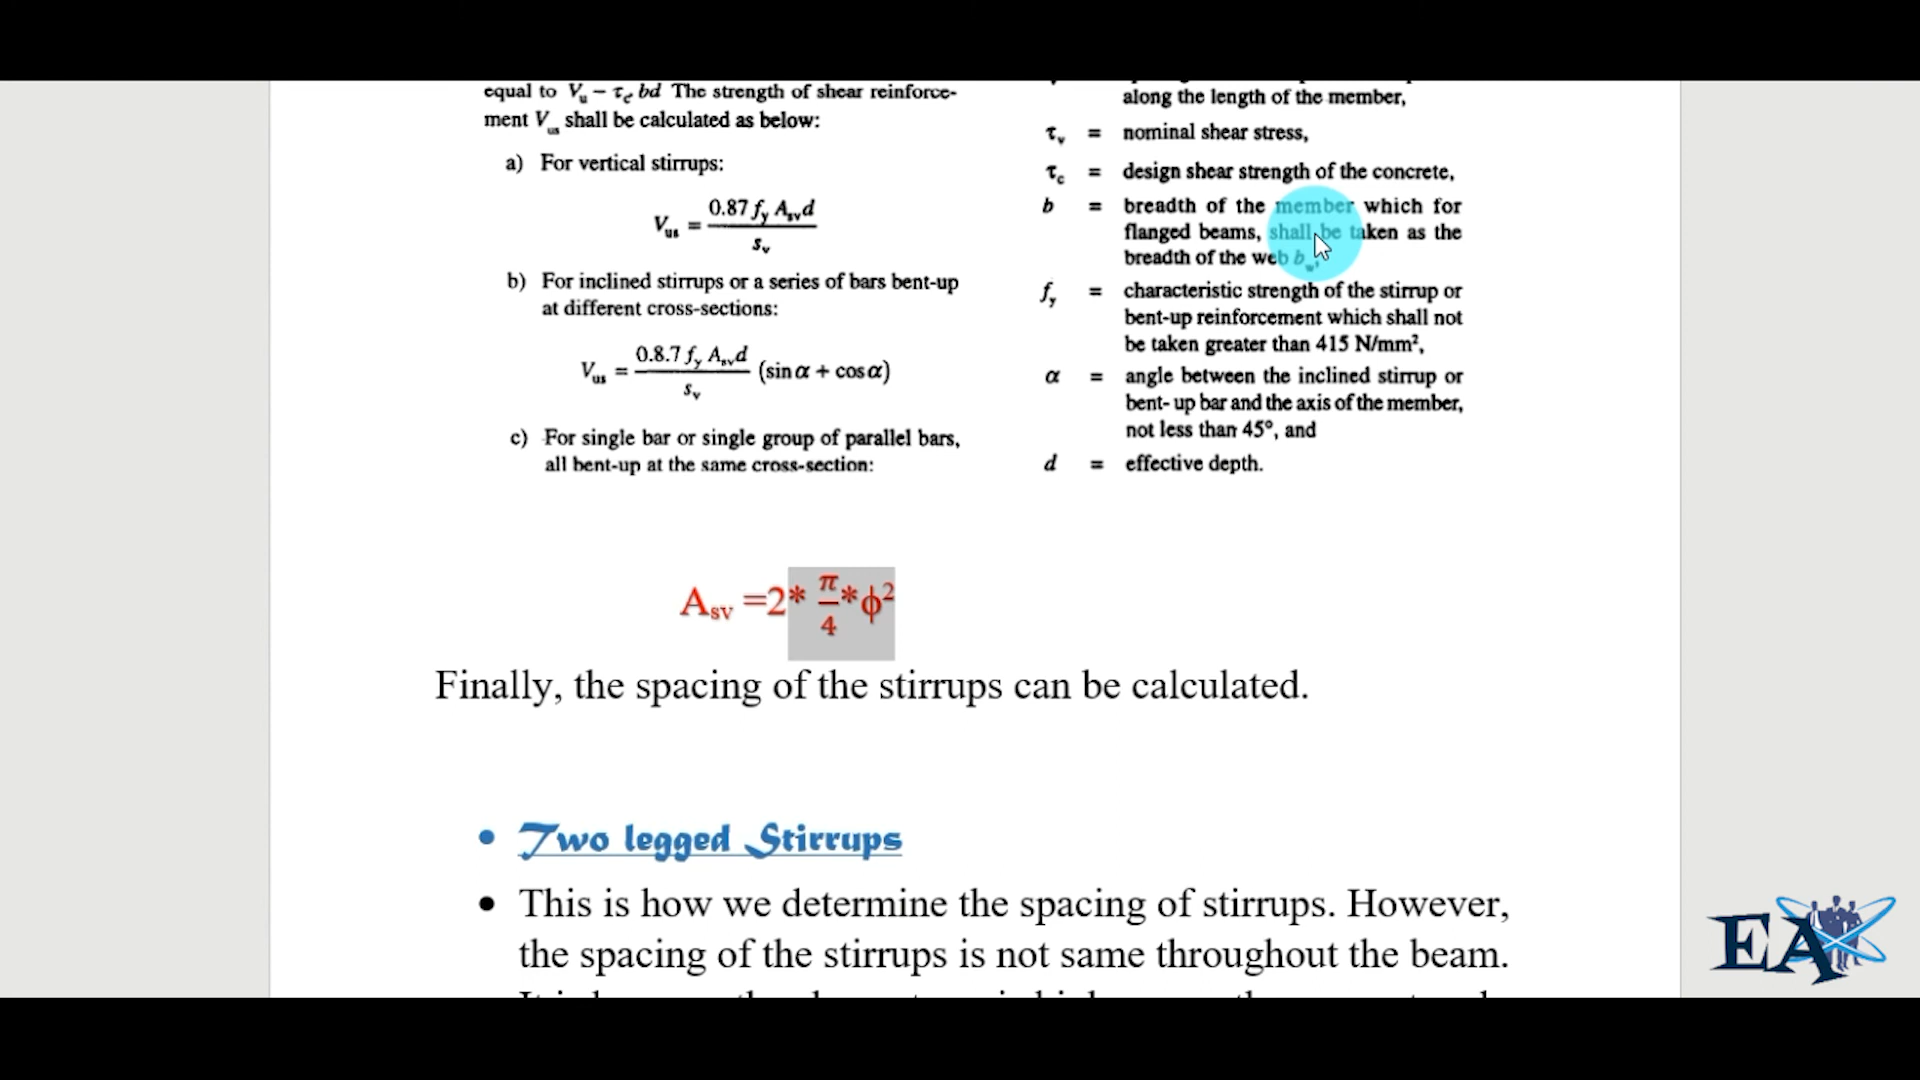 equal to Vu – τc bd The strength of shear reinforce-
ment Vus shall be calculated as below:
a) For vertical stirrups:
Vus = 0.87 fy Asv d / sv
b) For inclined stirrups or a series of bars bent-up
at different cross-sections:
Vus = 0.8.7 fy Asv d / sv (sin α + cos α)
c) For single bar or single group of parallel bars,
all bent-up at the same cross-section:
along the length of the member,
τv = nominal shear stress,
τc = design shear strength of the concrete,
b = breadth of the member which for
flanged beams, shall be taken as the
breadth of the web bw,
fy = characteristic strength of the stirrup or
bent-up reinforcement which shall not
be taken greater than 415 N/mm²,
α = angle between the inclined stirrup or
bent- up bar and the axis of the member,
not less than 45°, and
d = effective depth.
Asv =2* π/4 *ϕ²
Finally, the spacing of the stirrups can be calculated.
• Two legged Stirrups
• This is how we determine the spacing of stirrups. However,
the spacing of the stirrups is not same throughout the beam.
EA